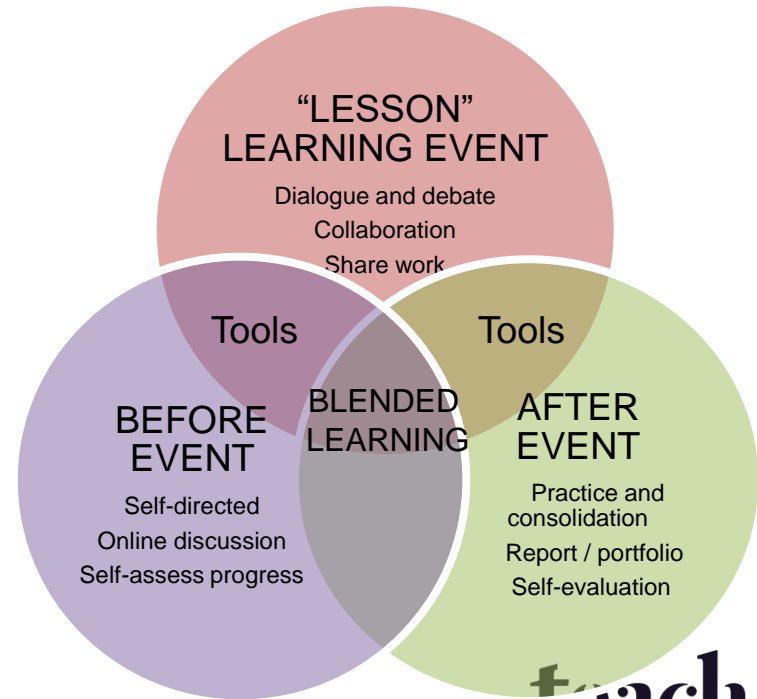 “LESSON”
LEARNING EVENT
Dialogue and debate
Collaboration
Share work
Tools
Tools
BLENDED
LEARNING
BEFORE
EVENT
Self-directed
Online discussion
Self-assess progress
AFTER
EVENT
Practice and
consolidation
Report / portfolio
Self-evaluation